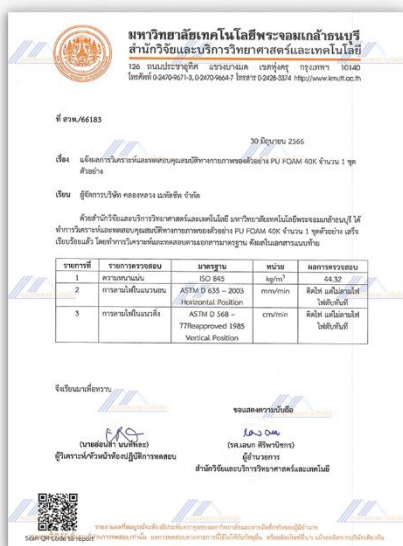 มหาวิทยาลัยเทคโนโลยีพระจอมเกล้าธนบุรี
สำนักวิจัยและบริการวิทยาศาสตร์และเทคโนโลยี
126 ถนนประชาอุทิศ แขวงบางมด เขตทุ่งครุ กรุงเทพฯ 10140
โทรศัพท์ 0-2470-9671-3, 0-2470-9664-7 โทรสาร 0-2428-3374 http://www.kmutt.ac.th
ที่ สวท./66183
30 มิถุนายน 2566
เรื่อง แจ้งผลการวิเคราะห์และทดสอบคุณสมบัติทางกายภาพของตัวอย่าง PU FOAM 40K จำนวน 1 ชุด
ตัวอย่าง
เรียน ผู้จัดการบริษัท คลองหลวง เมทัลชีท จำกัด
ด้วยสำนักวิจัยและบริการวิทยาศาสตร์และเทคโนโลยี มหาวิทยาลัยเทคโนโลยีพระจอมเกล้าธนบุรี ได้
ทำการวิเคราะห์และทดสอบคุณสมบัติทางกายภาพของตัวอย่าง PU FOAM 40K จำนวน 1 ชุดตัวอย่าง เสร็จ
เรียบร้อยแล้ว โดยทำการวิเคราะห์และทดสอบตามเอกสารมาตรฐาน ดังผลในเอกสารแนบท้าย
รายการที่ รายการตรวจสอบ มาตรฐาน หน่วย ผลการตรวจสอบ
1 ความหนาแน่น ISO 845 kg/m³ 44.32
2 การลามไฟในแนวนอน ASTM D 635 – 2003 mm/min ติดไฟ แต่ไม่ลามไฟ
Horizontal Position ไฟดับทันที
3 การลามไฟในแนวดิ่ง ASTM D 568 – cm/min ติดไฟ แต่ไม่ลามไฟ
77Reapproved 1985 ไฟดับทันที
Vertical Position
จึงเรียนมาเพื่อทราบ
ขอแสดงความนับถือ
(รศ.เอนก ศิริพานิชกร)
ผู้วิเคราะห์/หัวหน้าห้องปฏิบัติการทดสอบ ผู้อำนวยการ
สำนักวิจัยและบริการวิทยาศาสตร์และเทคโนโลยี
Scan QR-Code to report